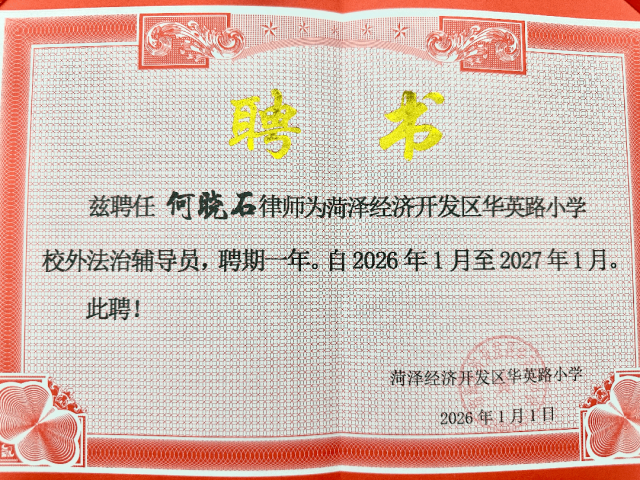 聘书
兹聘任 何晓石律师为菏泽经济开发区华英路小学
校外法治辅导员，聘期一年。自2026年1月至2027年1月。
此聘！
菏泽经济开发区华英路小学
2026年1月1日